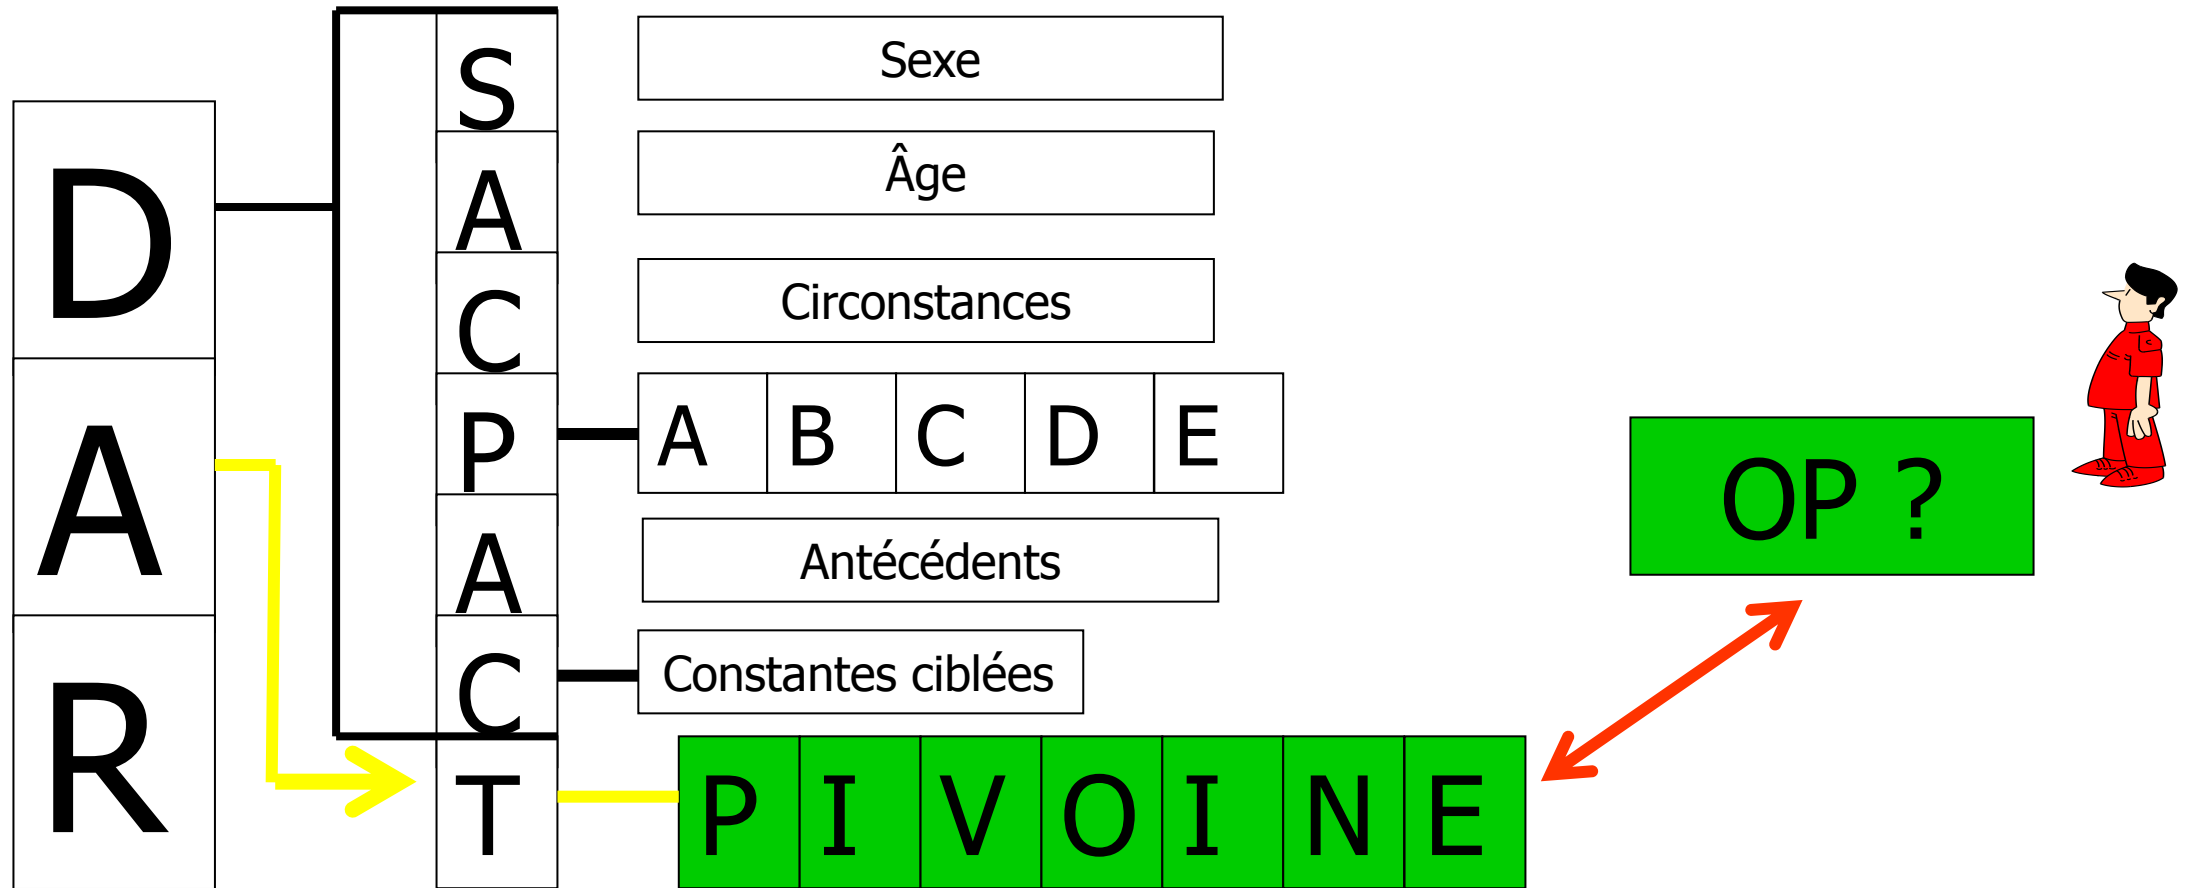 D
A
R
S
A
C
P
A
C
T
Sexe
Âge
Circonstances
A B C D E
Antécédents
Constantes ciblées
P I V O I N E
OP ?